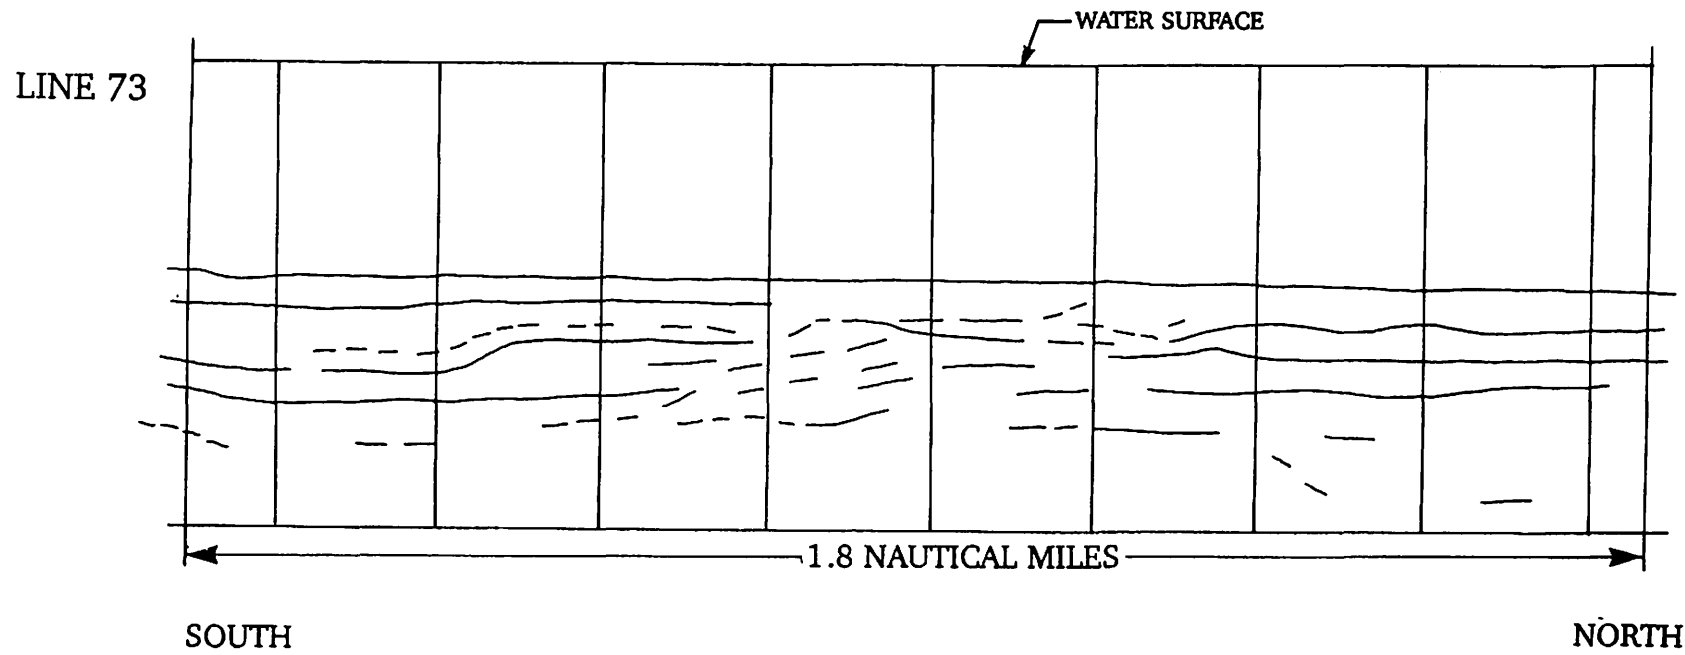 WATER SURFACE
LINE 73
1.8 NAUTICAL MILES
SOUTH
NORTH